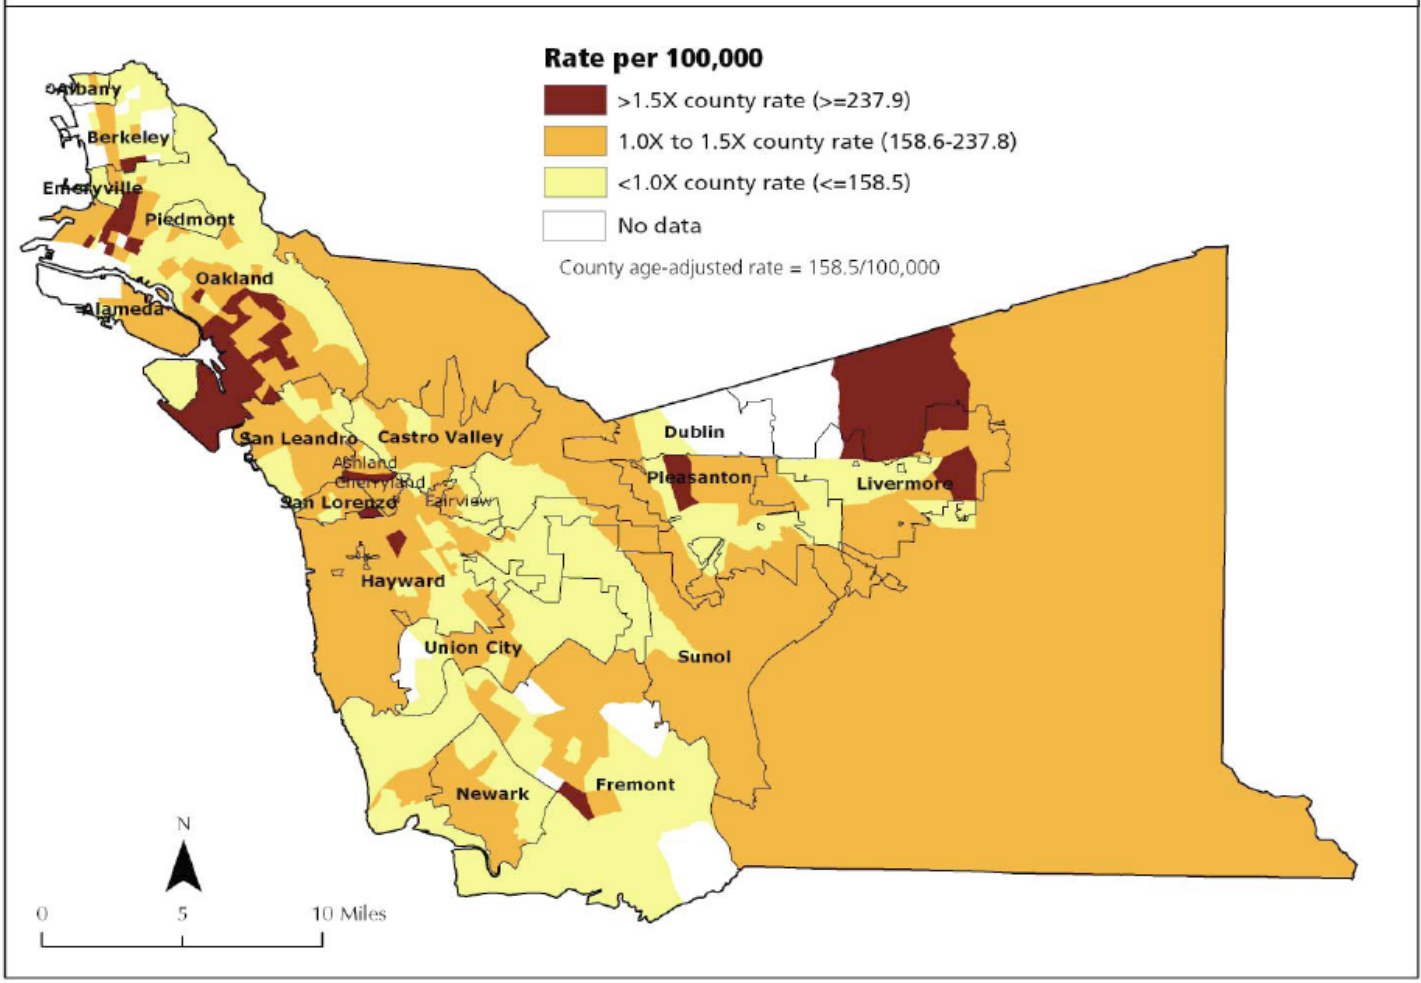 Rate per 100,000
>1.5X county rate (>=237.9)
1.0X to 1.5X county rate (158.6-237.8)
<1.0X county rate (<=158.5)
No data
County age-adjusted rate = 158.5/100,000
Albany
Berkeley
Emeryville
Piedmont
Oakland
Alameda
San Leandro
Castro Valley
Dublin
Ashland
Cherryland
Pleasanton
Livermore
San Lorenzo
Fairview
Hayward
Union City
Sunol
Fremont
Newark
N
0 5 10 Miles